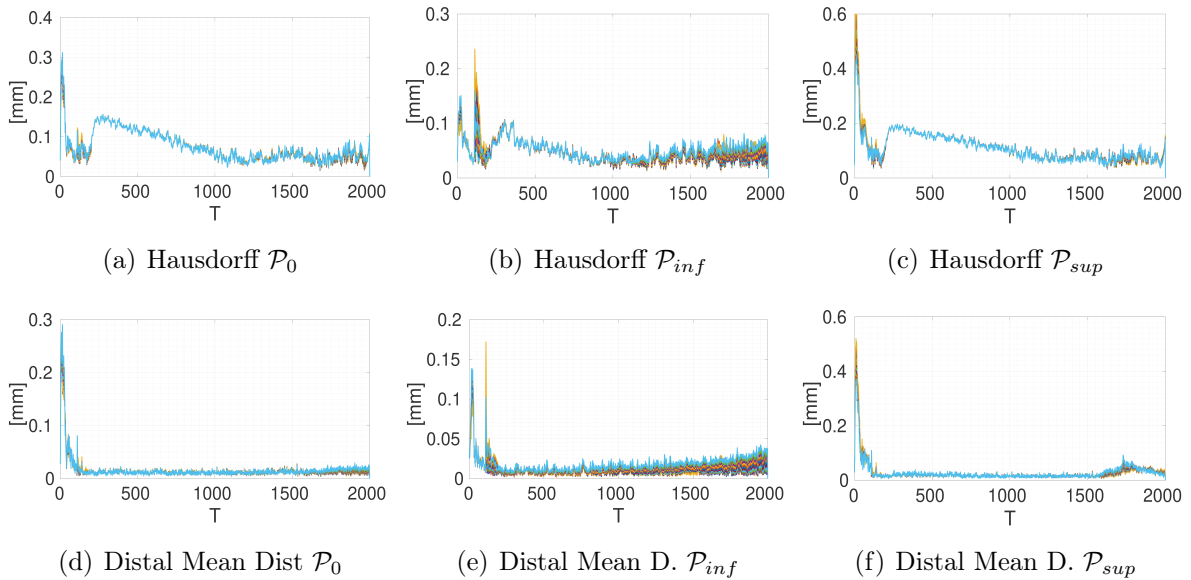 0.4
0.3
0.2
0.1
0
[mm]
0 500 1000 1500 2000
T
(a) Hausdorff 𝒫0
0.3
0.2
0.1
0
[mm]
0 500 1000 1500 2000
T
(b) Hausdorff 𝒫inf
0.6
0.4
0.2
0
[mm]
0 500 1000 1500 2000
T
(c) Hausdorff 𝒫sup
0.3
0.2
0.1
0
[mm]
0 500 1000 1500 2000
T
(d) Distal Mean Dist 𝒫0
0.2
0.15
0.1
0.05
0
[mm]
0 500 1000 1500 2000
T
(e) Distal Mean D. 𝒫inf
0.6
0.4
0.2
0
[mm]
0 500 1000 1500 2000
T
(f) Distal Mean D. 𝒫sup